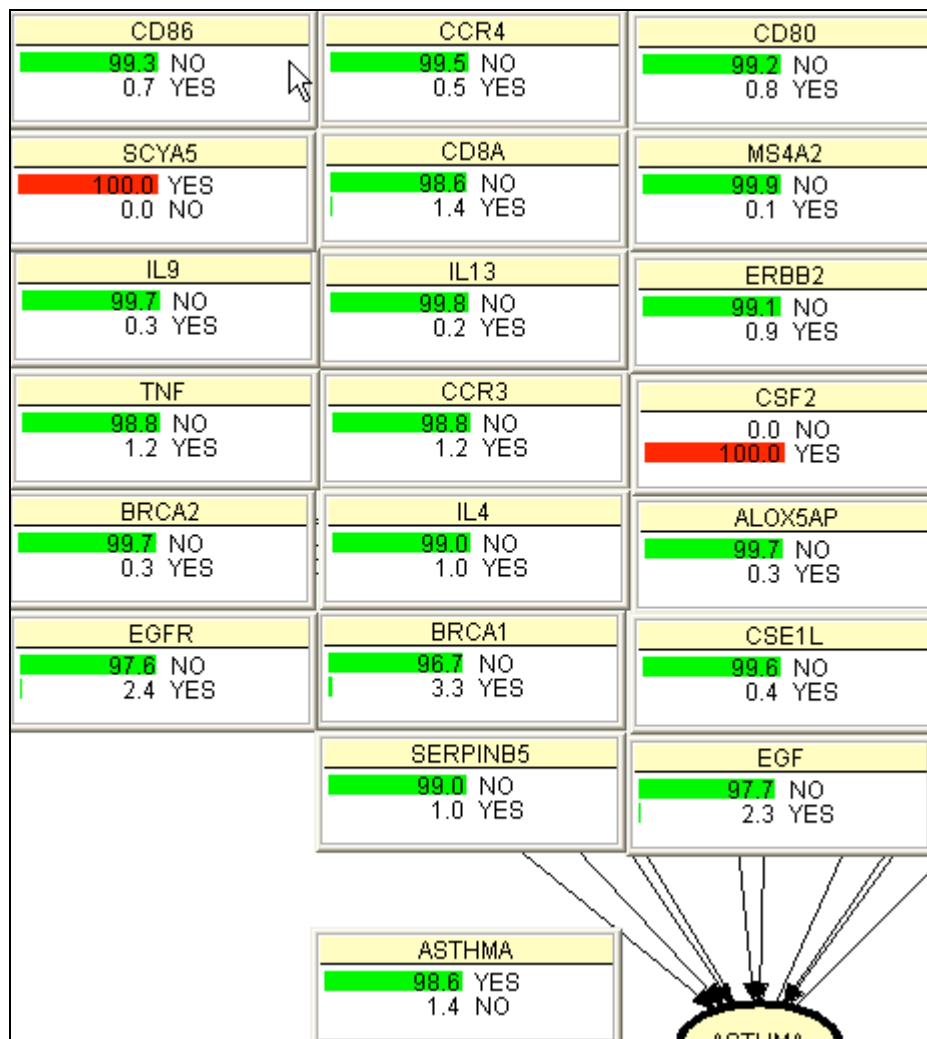 CD86
99.3 NO
0.7 YES
CCR4
99.5 NO
0.5 YES
CD80
99.2 NO
0.8 YES
SCYA5
100.0 YES
0.0 NO
CD8A
98.6 NO
1.4 YES
MS4A2
99.9 NO
0.1 YES
IL9
99.7 NO
0.3 YES
IL13
99.8 NO
0.2 YES
ERBB2
99.1 NO
0.9 YES
TNF
98.8 NO
1.2 YES
CCR3
98.8 NO
1.2 YES
CSF2
0.0 NO
100.0 YES
BRCA2
99.7 NO
0.3 YES
IL4
99.0 NO
1.0 YES
ALOX5AP
99.7 NO
0.3 YES
EGFR
97.6 NO
2.4 YES
BRCA1
96.7 NO
3.3 YES
CSE1L
99.6 NO
0.4 YES
SERPINB5
99.0 NO
1.0 YES
EGF
97.7 NO
2.3 YES
ASTHMA
98.6 YES
1.4 NO
ASTHMA